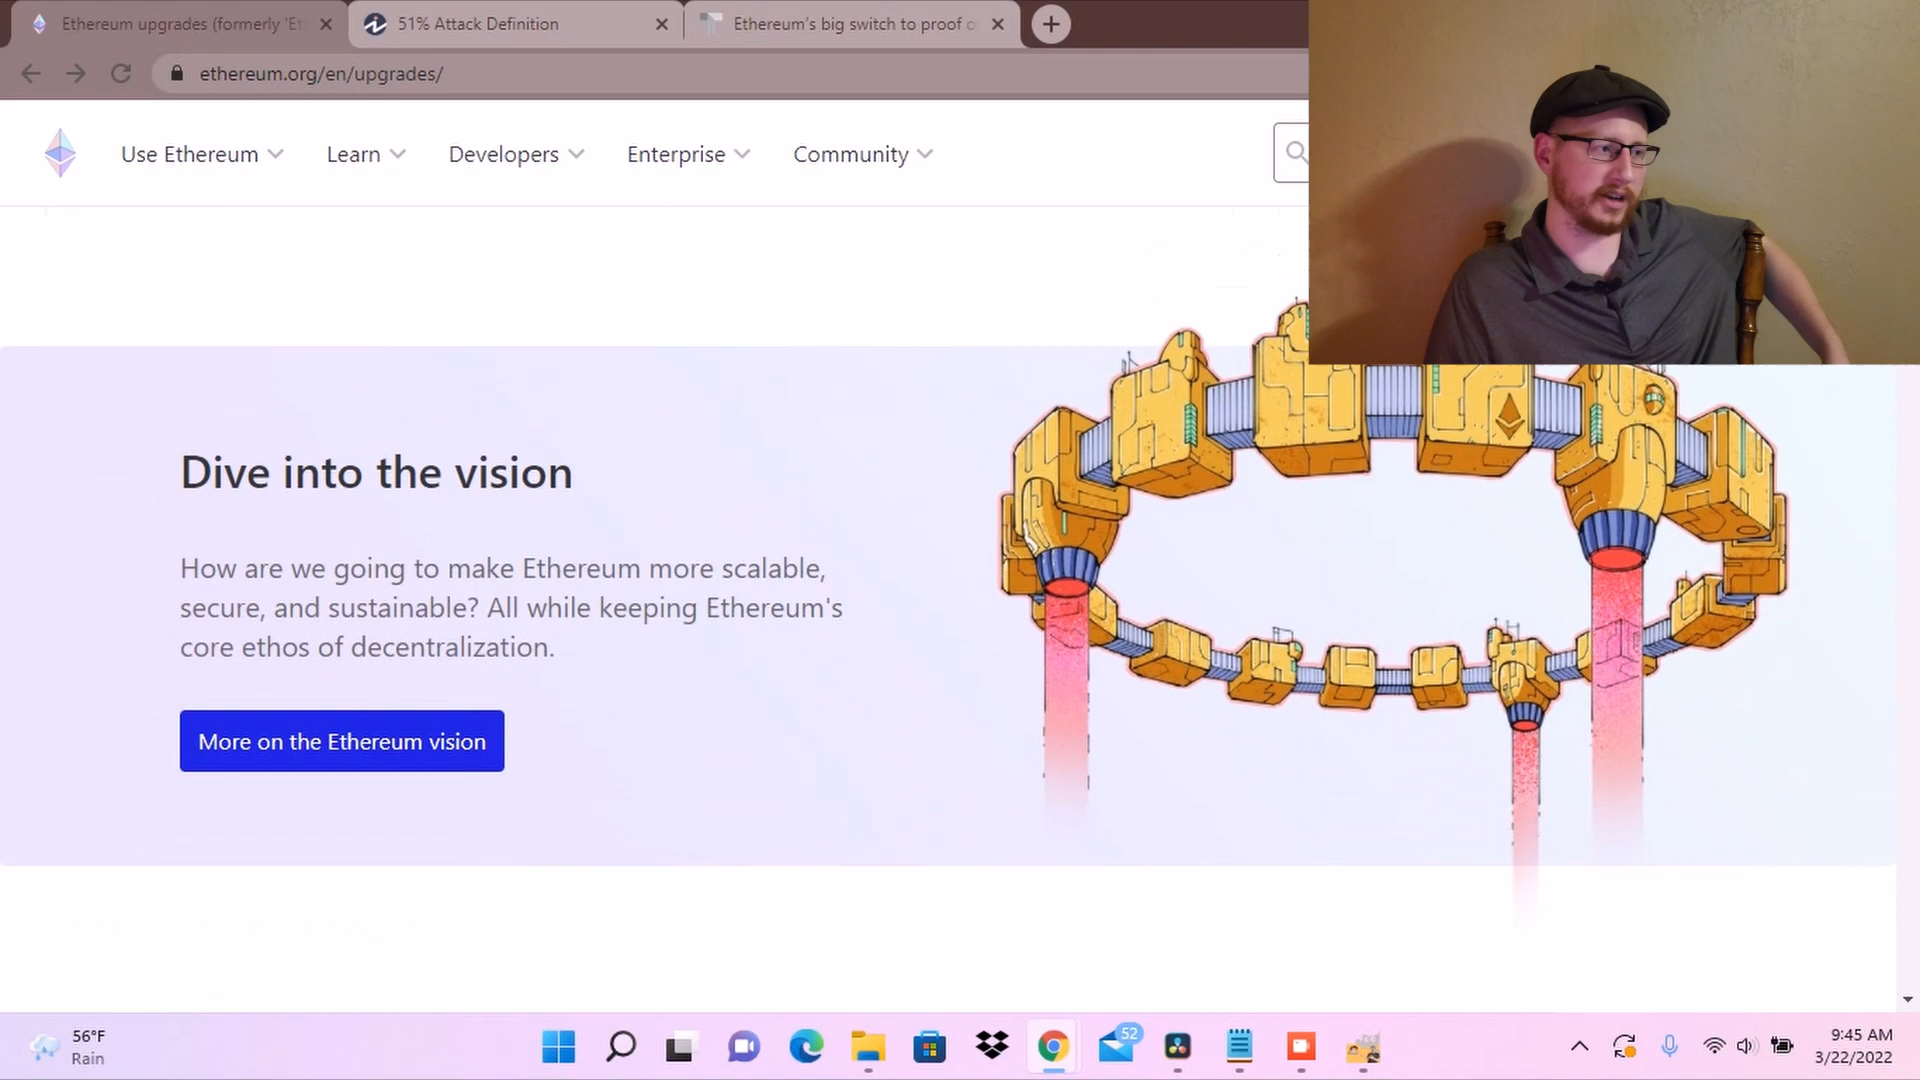 Ethereum upgrades (formerly 'Et
51% Attack Definition
Ethereum's big switch to proof o
ethereum.org/en/upgrades/
Use Ethereum
Learn
Developers
Enterprise
Community
Dive into the vision
How are we going to make Ethereum more scalable,
secure, and sustainable? All while keeping Ethereum's
core ethos of decentralization.
More on the Ethereum vision
56°F
Rain
52
9:45 AM
3/22/2022